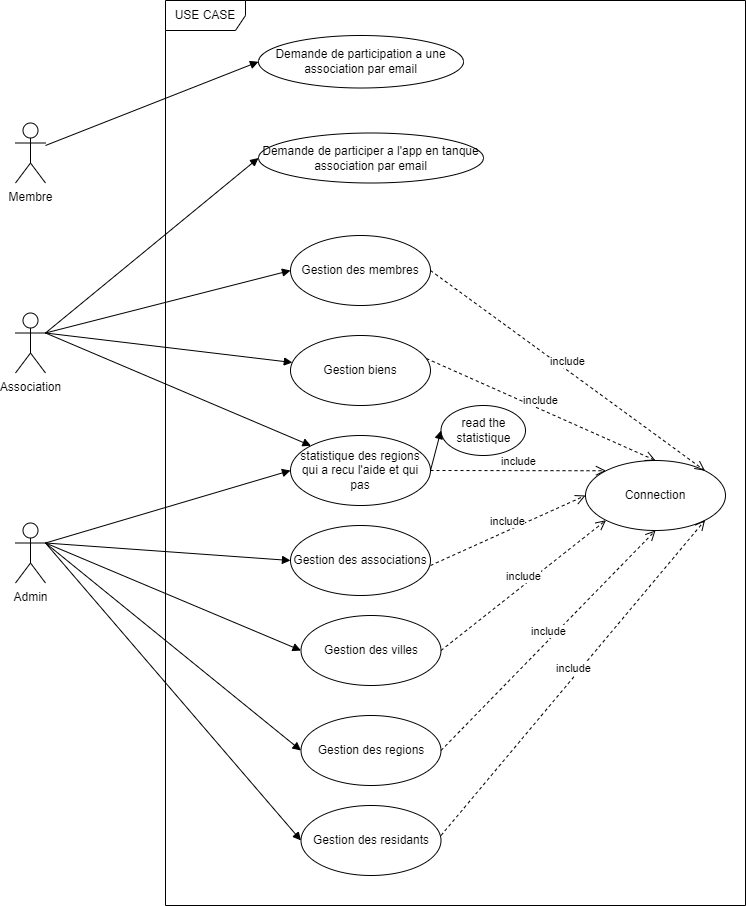 USE CASE
Demande de participation a une
association par email
Membre
Demande de participer a l'app en tanque
association par email
Gestion des membres
Association
include
Gestion biens
include
read the
statistique
statistique des regions
qui a recu l'aide et qui
pas
include
Connection
Admin
include
Gestion des associations
include
Gestion des villes
include
include
Gestion des regions
Gestion des residants